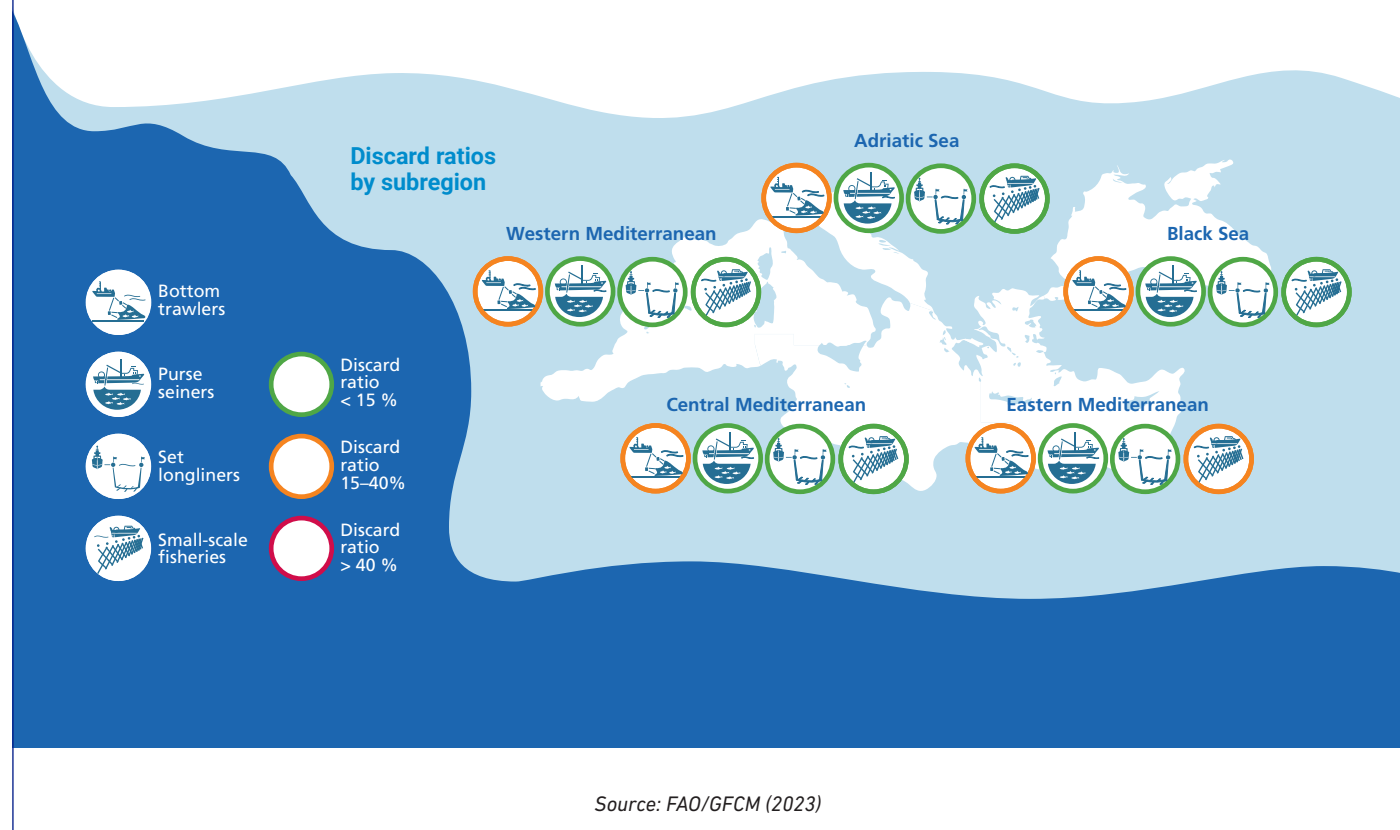 Discard ratios
by subregion
Adriatic Sea
Western Mediterranean
Black Sea
Central Mediterranean
Eastern Mediterranean
Bottom
trawlers
Purse
seiners
Set
longliners
Small-scale
fisheries
Discard
ratio
< 15 %
Discard
ratio
15–40%
Discard
ratio
> 40 %
Source: FAO/GFCM (2023)